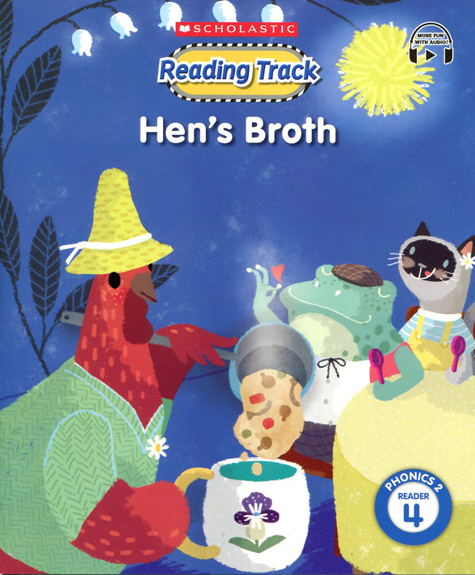 SCHOLASTIC
MORE FUN
WITH AUDIO!
Reading Track
Hen's Broth
PHONICS 2
READER
4